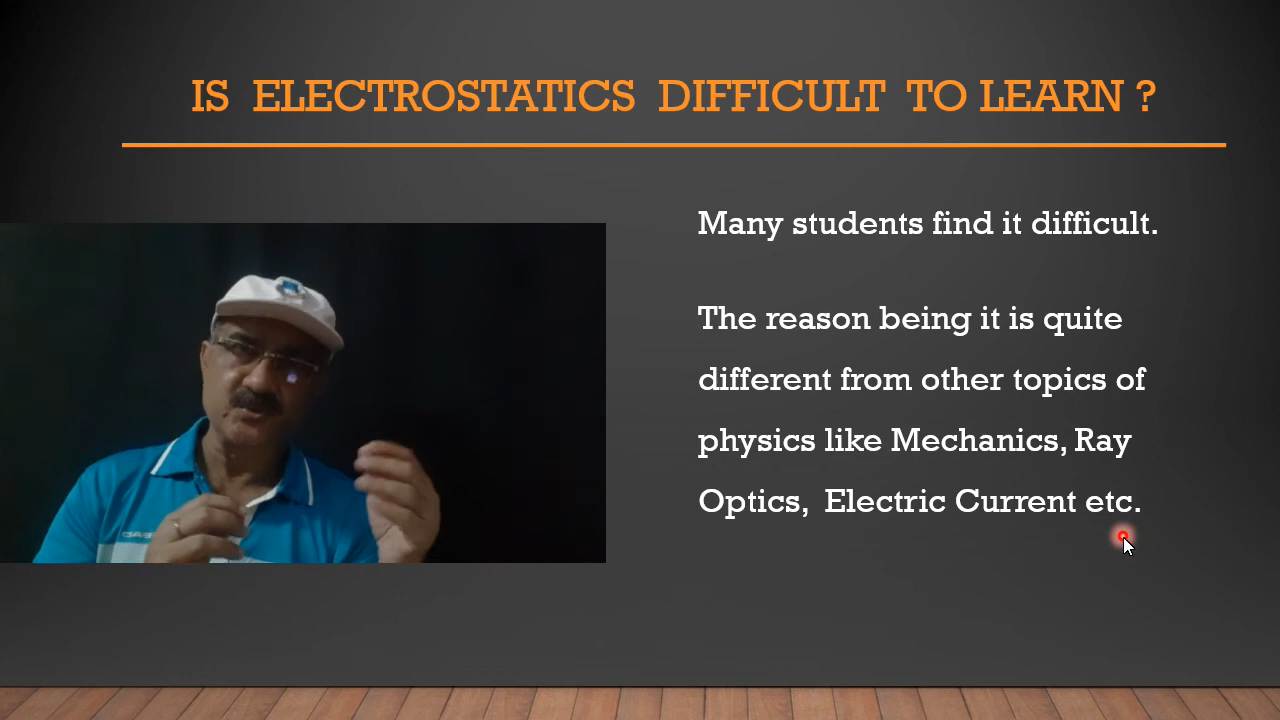 IS ELECTROSTATICS DIFFICULT TO LEARN ?
Many students find it difficult.
The reason being it is quite
different from other topics of
physics like Mechanics, Ray
Optics, Electric Current etc.